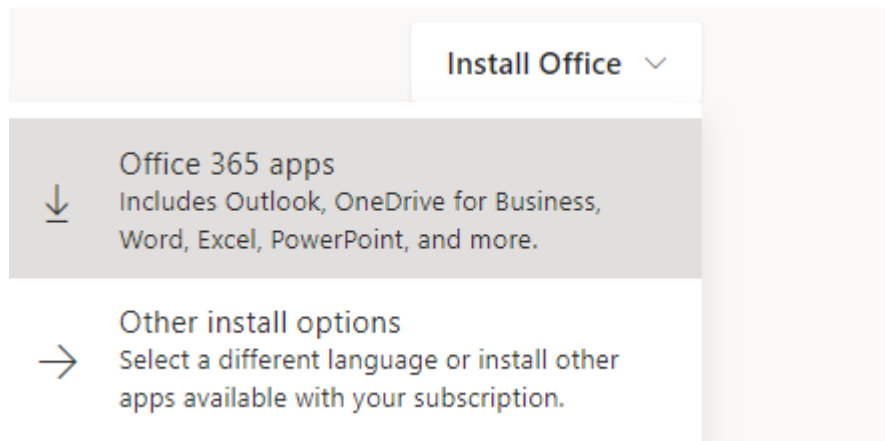 Install Office
Office 365 apps
Includes Outlook, OneDrive for Business,
Word, Excel, PowerPoint, and more.
Other install options
Select a different language or install other
apps available with your subscription.